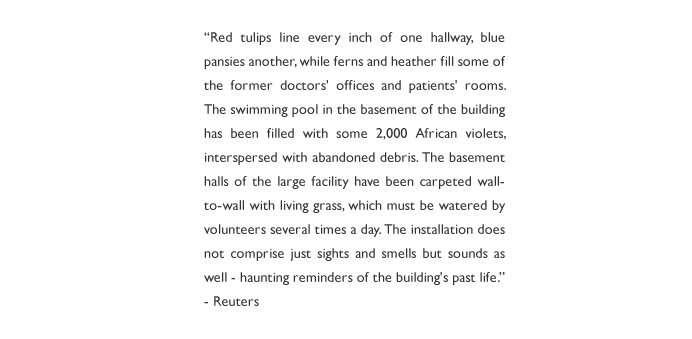 “Red tulips line every inch of one hallway, blue
pansies another, while ferns and heather fill some of
the former doctors' offices and patients' rooms.
The swimming pool in the basement of the building
has been filled with some 2,000 African violets,
interspersed with abandoned debris. The basement
halls of the large facility have been carpeted wall-
to-wall with living grass, which must be watered by
volunteers several times a day. The installation does
not comprise just sights and smells but sounds as
well - haunting reminders of the building's past life.”
- Reuters